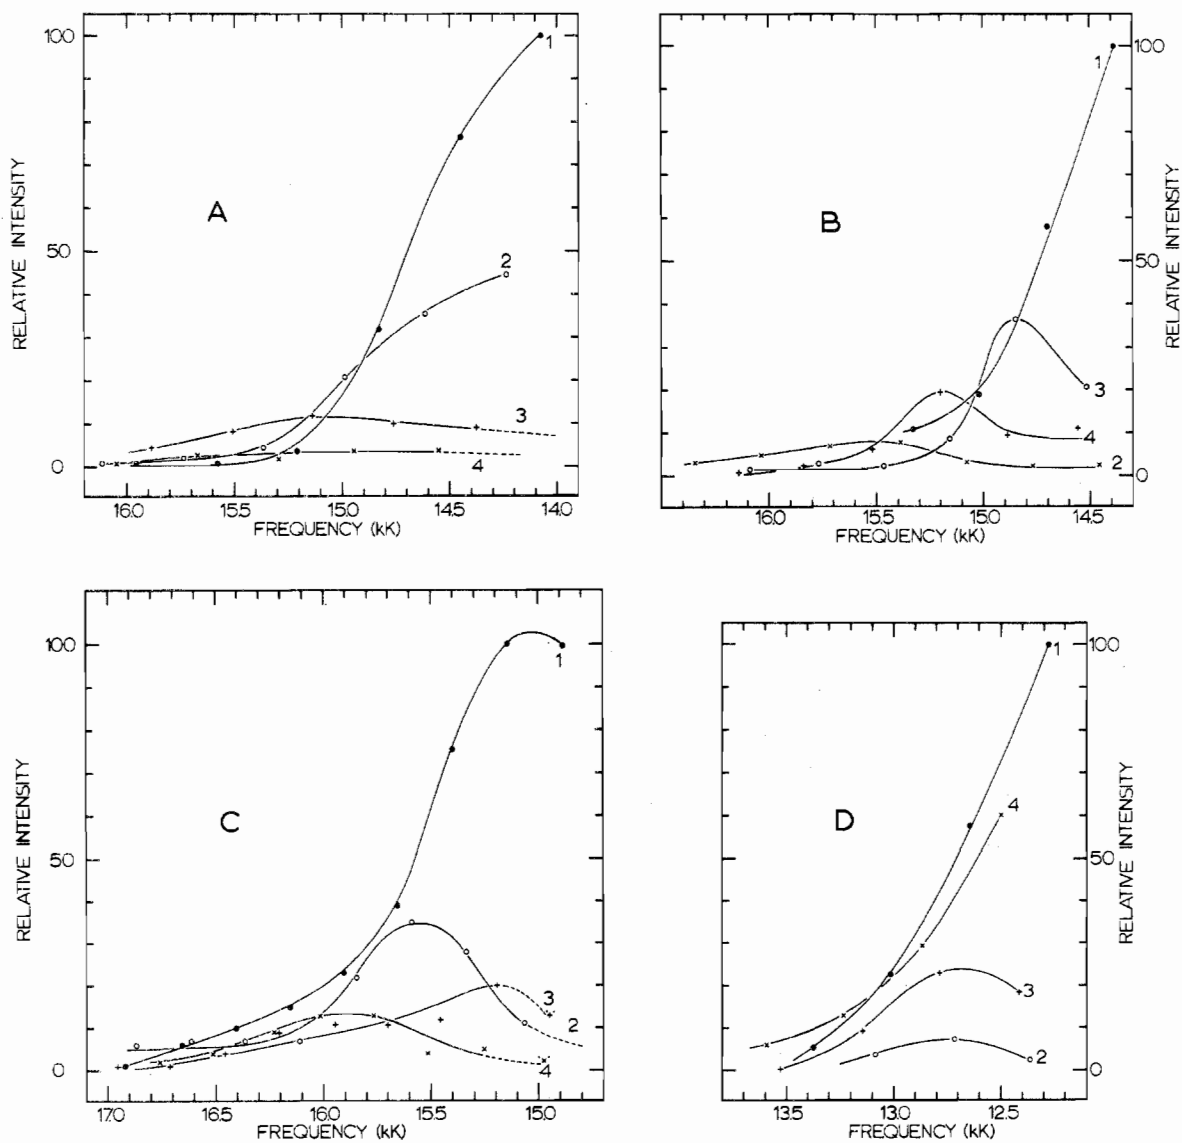 100
50
0
RELATIVE INTENSITY
A
1
2
3
4
16.0 15.5 15.0 14.5 14.0
FREQUENCY (kK)
100
50
0
RELATIVE INTENSITY
B
1
3
4
2
16.0 15.5 15.0 14.5
FREQUENCY (kK)
100
50
0
RELATIVE INTENSITY
C
1
3
2
4
17.0 16.5 16.0 15.5 15.0
FREQUENCY (kK)
100
50
0
RELATIVE INTENSITY
D
1
4
3
2
13.5 13.0 12.5
FREQUENCY (kK)